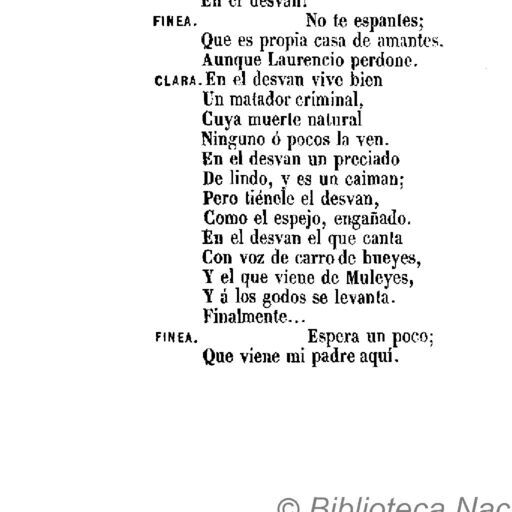 En el desvan?
FINEA. No te espantes;
Que es propia casa de amantes.
Aunque Laurencio perdone.
CLARA. En el desvan vive bien
Un matador criminal,
Cuya muerte natural
Ninguno ó pocos la ven.
En el desvan un preciado
De lindo, y es un caiman;
Pero tiénele el desvan,
Como el espejo, engañado.
En el desvan el que canta
Con voz de carro de bueyes,
Y el que viene de Muleyes,
Y á los godos se levanta.
Finalmente...
FINEA. Espera un poco;
Que viene mi padre aquí.
© Biblioteca Nac